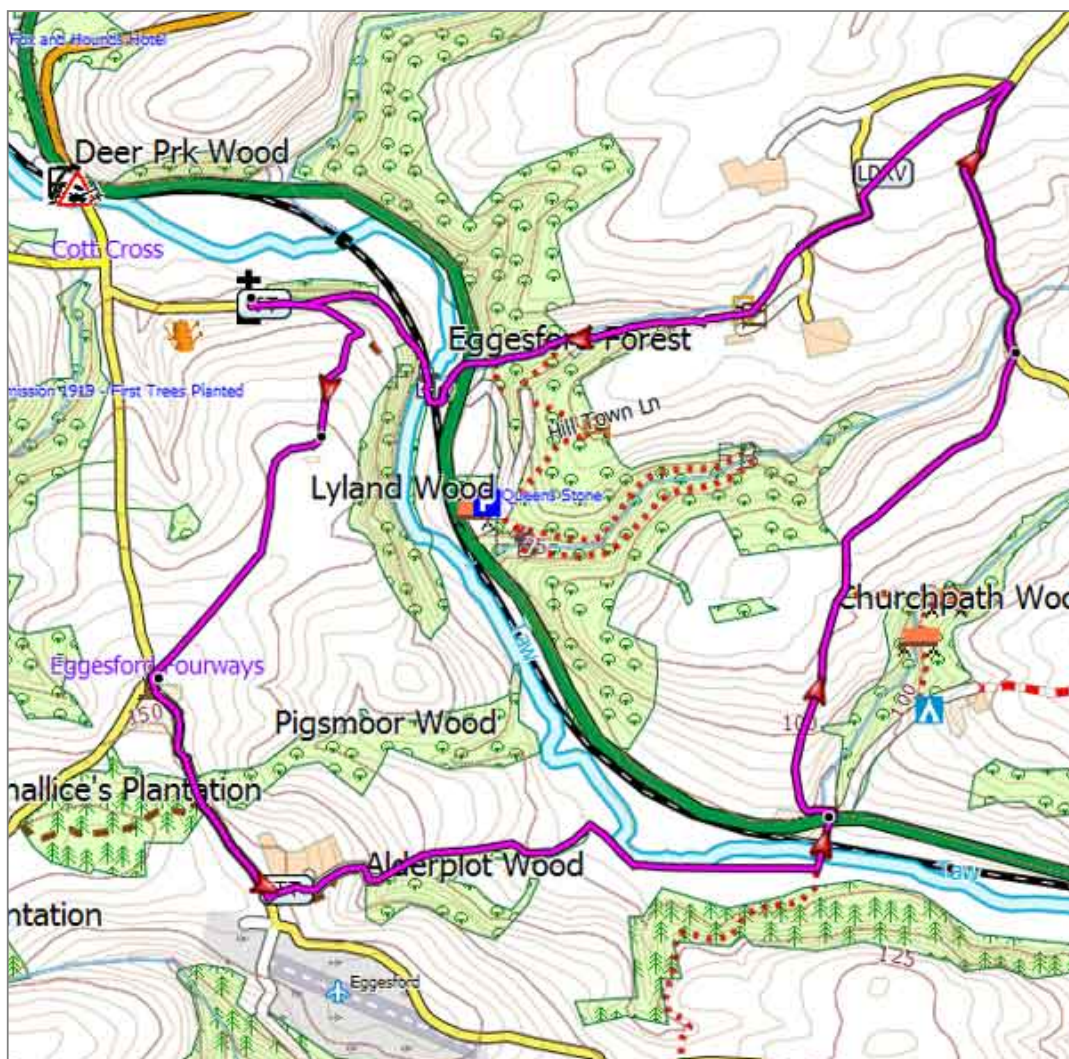 Fox and Hounds Hotel
Deer Prk Wood
LDRV
Cott Cross
Eggesford Forest
mission 1919 - First Trees Planted
Hill Town Ln
Lyland Wood
Queens Stone
Churchpath Woo
Taw
Eggesford Fourways
100
100
150
Pigsmoor Wood
hallice's Plantation
Alderplot Wood
Taw
ntation
125
Eggesford